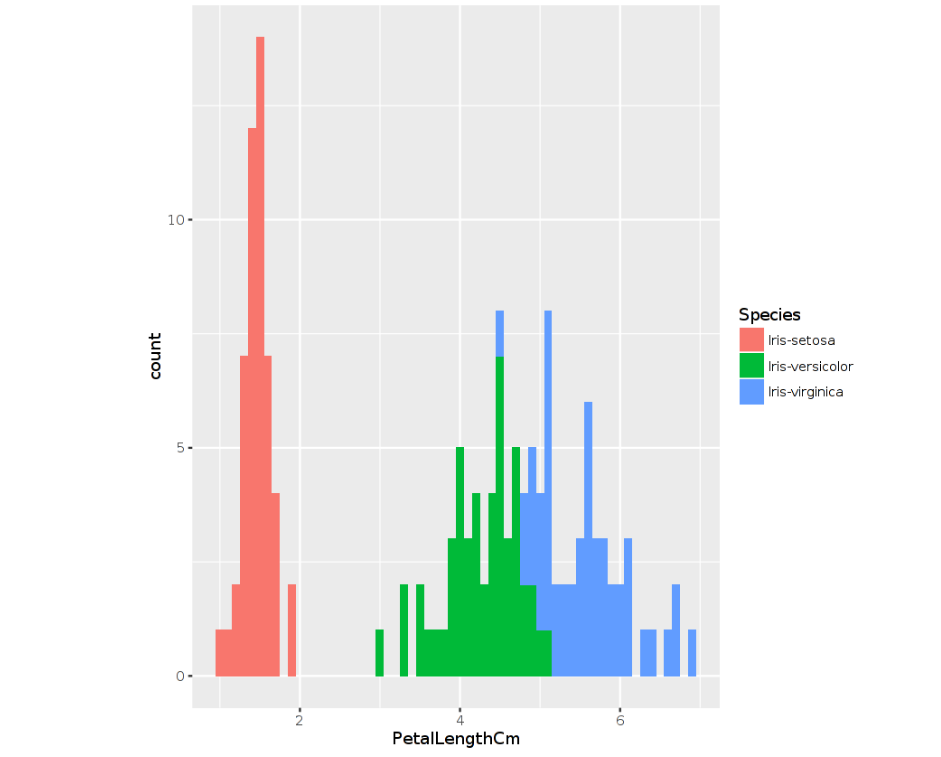 count
10
5
0
2
4
6
PetalLengthCm
Species
Iris-setosa
Iris-versicolor
Iris-virginica